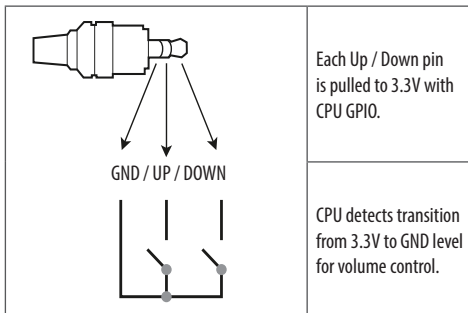 Each Up / Down pin
is pulled to 3.3V with
CPU GPIO.
GND / UP / DOWN
CPU detects transition
from 3.3V to GND level
for volume control.